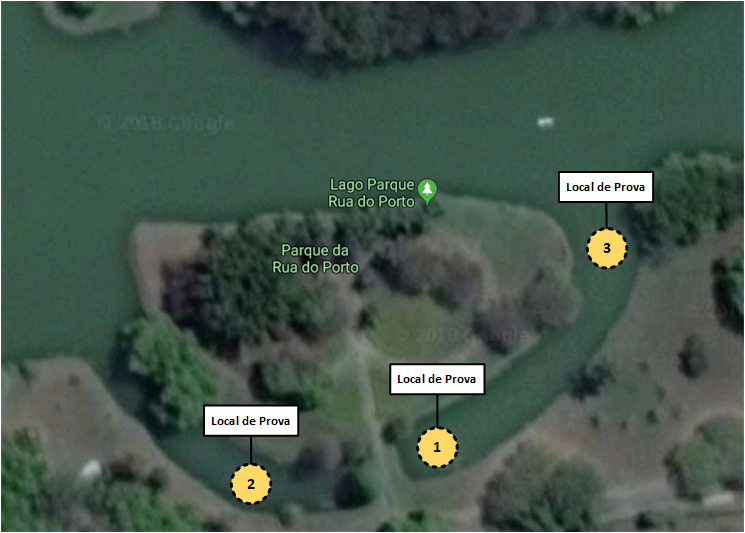 © 2018 Google
Local de Prova
Lago Parque
Rua do Porto
3
Parque da
Rua do Porto
© 2018 Google
Local de Prova
1
Local de Prova
2